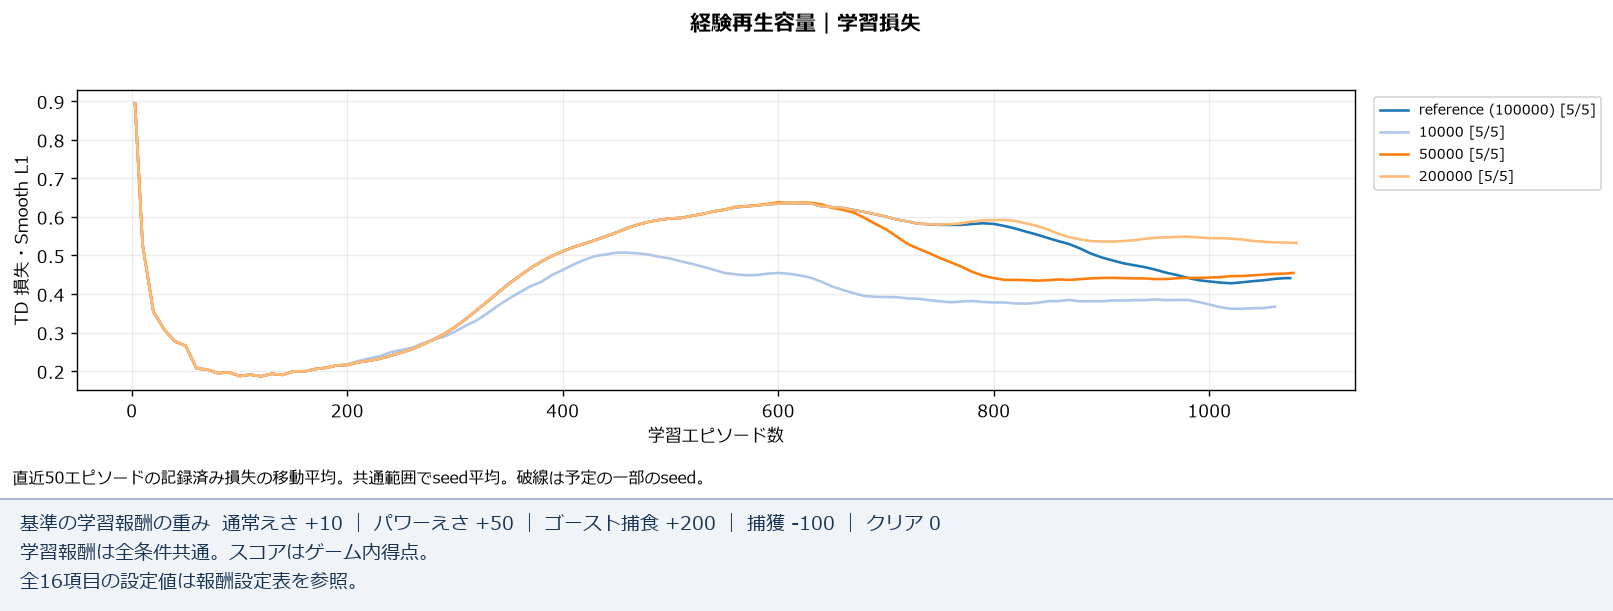 経験再生容量｜学習損失
TD 損失・Smooth L1
0.9
0.8
0.7
0.6
0.5
0.4
0.3
0.2
0
200
400
600
800
1000
学習エピソード数
reference (100000) [5/5]
10000 [5/5]
50000 [5/5]
200000 [5/5]
直近50エピソードの記録済み損失の移動平均。共通範囲でseed平均。破線は予定の一部のseed。
基準の学習報酬の重み 通常えさ +10 ｜ パワーえさ +50 ｜ ゴースト捕食 +200 ｜ 捕獲 -100 ｜ クリア 0
学習報酬は全条件共通。スコアはゲーム内得点。
全16項目の設定値は報酬設定表を参照。